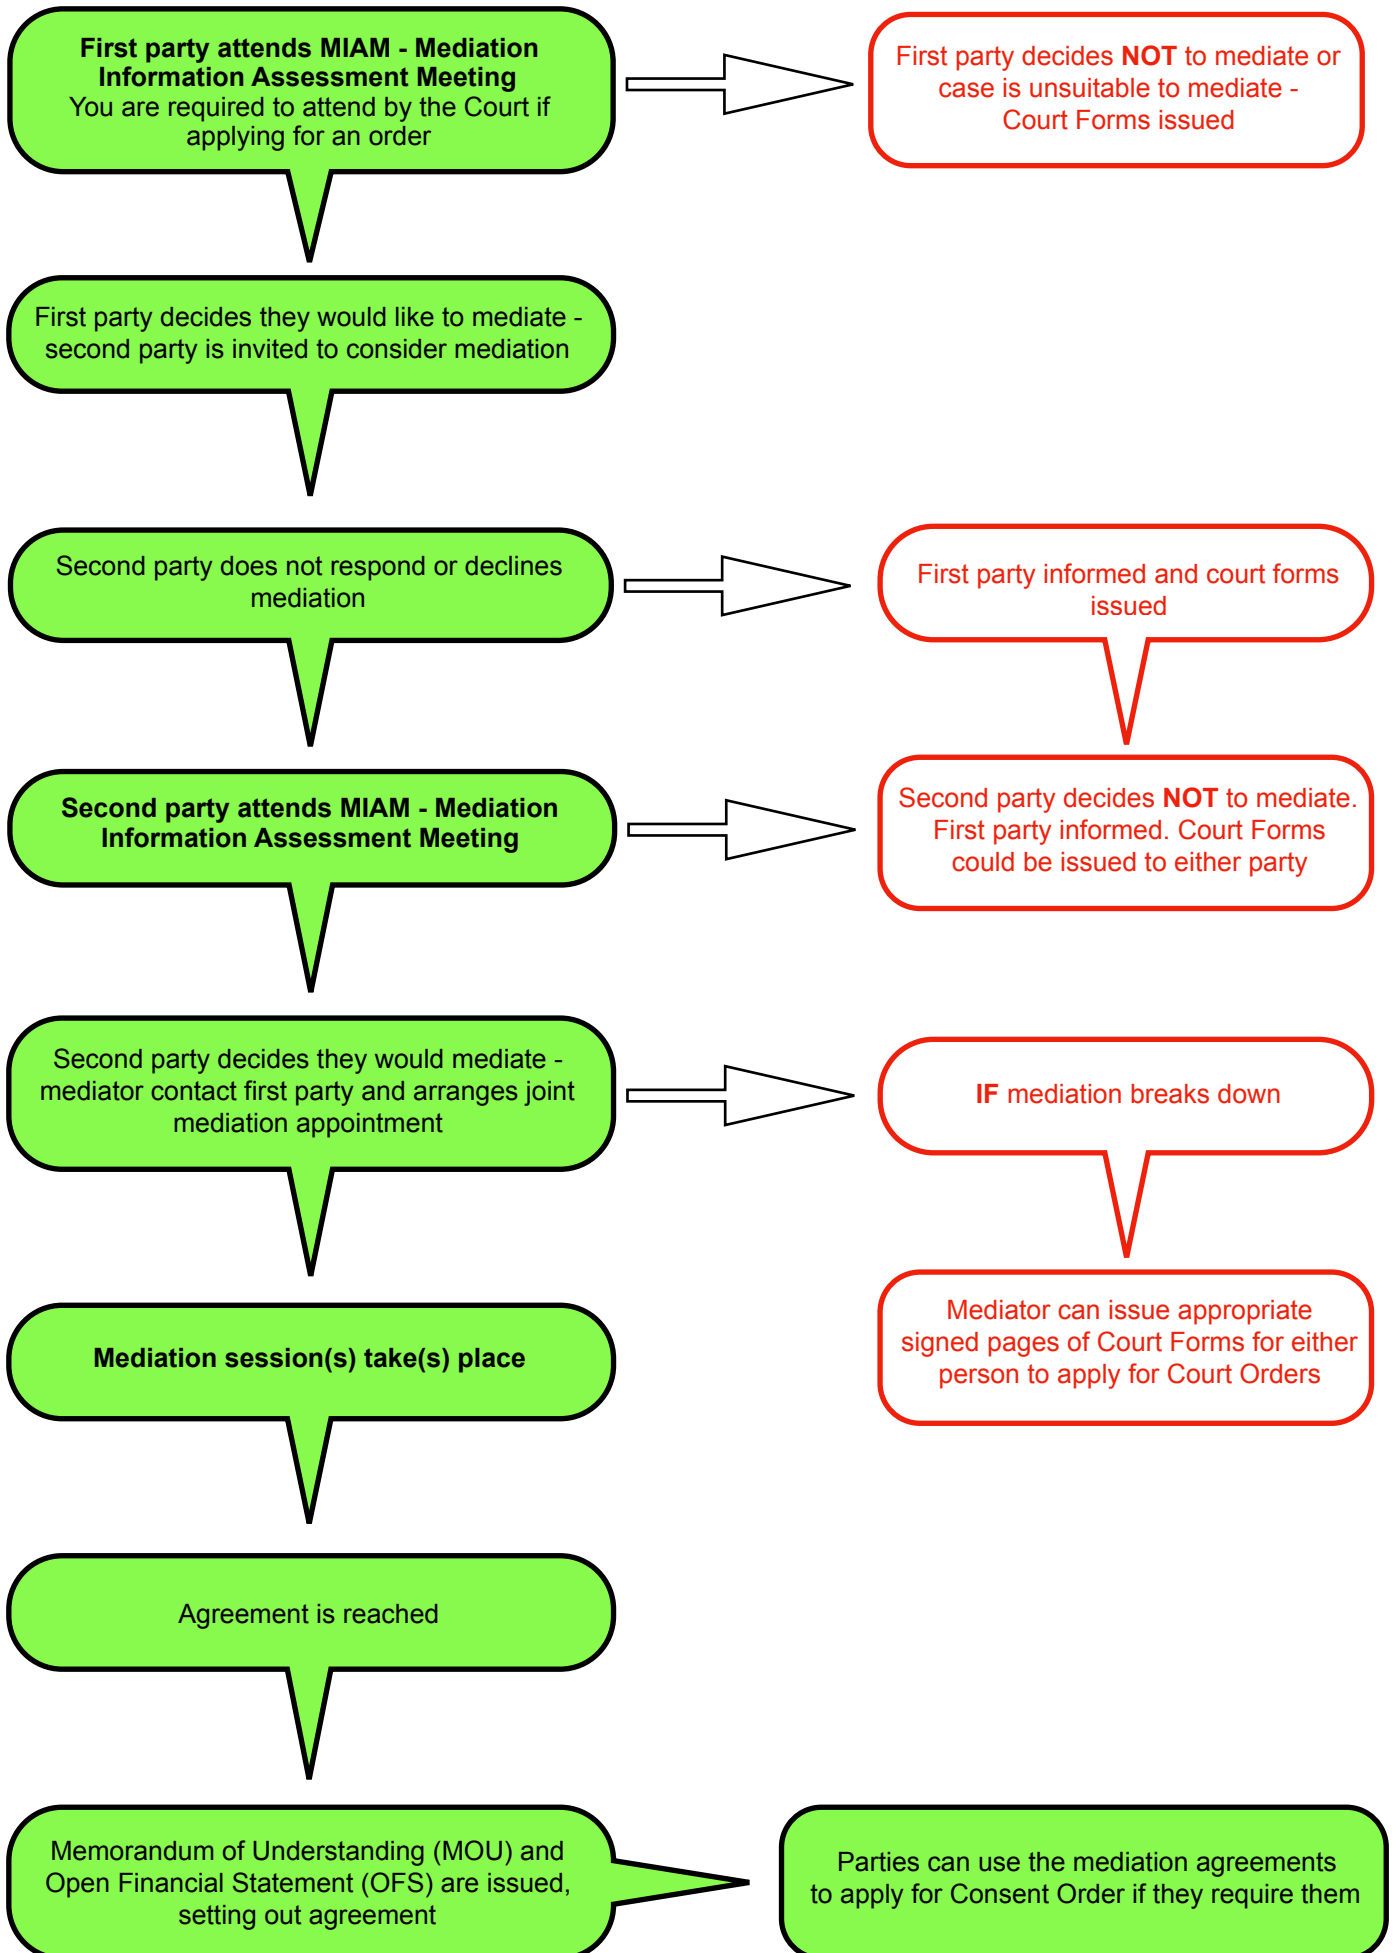 First party attends MIAM - Mediation
Information Assessment Meeting
You are required to attend by the Court if
applying for an order
First party decides NOT to mediate or
case is unsuitable to mediate -
Court Forms issued
First party decides they would like to mediate -
second party is invited to consider mediation
Second party does not respond or declines
mediation
First party informed and court forms
issued
Second party attends MIAM - Mediation
Information Assessment Meeting
Second party decides NOT to mediate.
First party informed. Court Forms
could be issued to either party
Second party decides they would mediate -
mediator contact first party and arranges joint
mediation appointment
IF mediation breaks down
Mediator can issue appropriate
signed pages of Court Forms for either
person to apply for Court Orders
Mediation session(s) take(s) place
Agreement is reached
Memorandum of Understanding (MOU) and
Open Financial Statement (OFS) are issued,
setting out agreement
Parties can use the mediation agreements
to apply for Consent Order if they require them